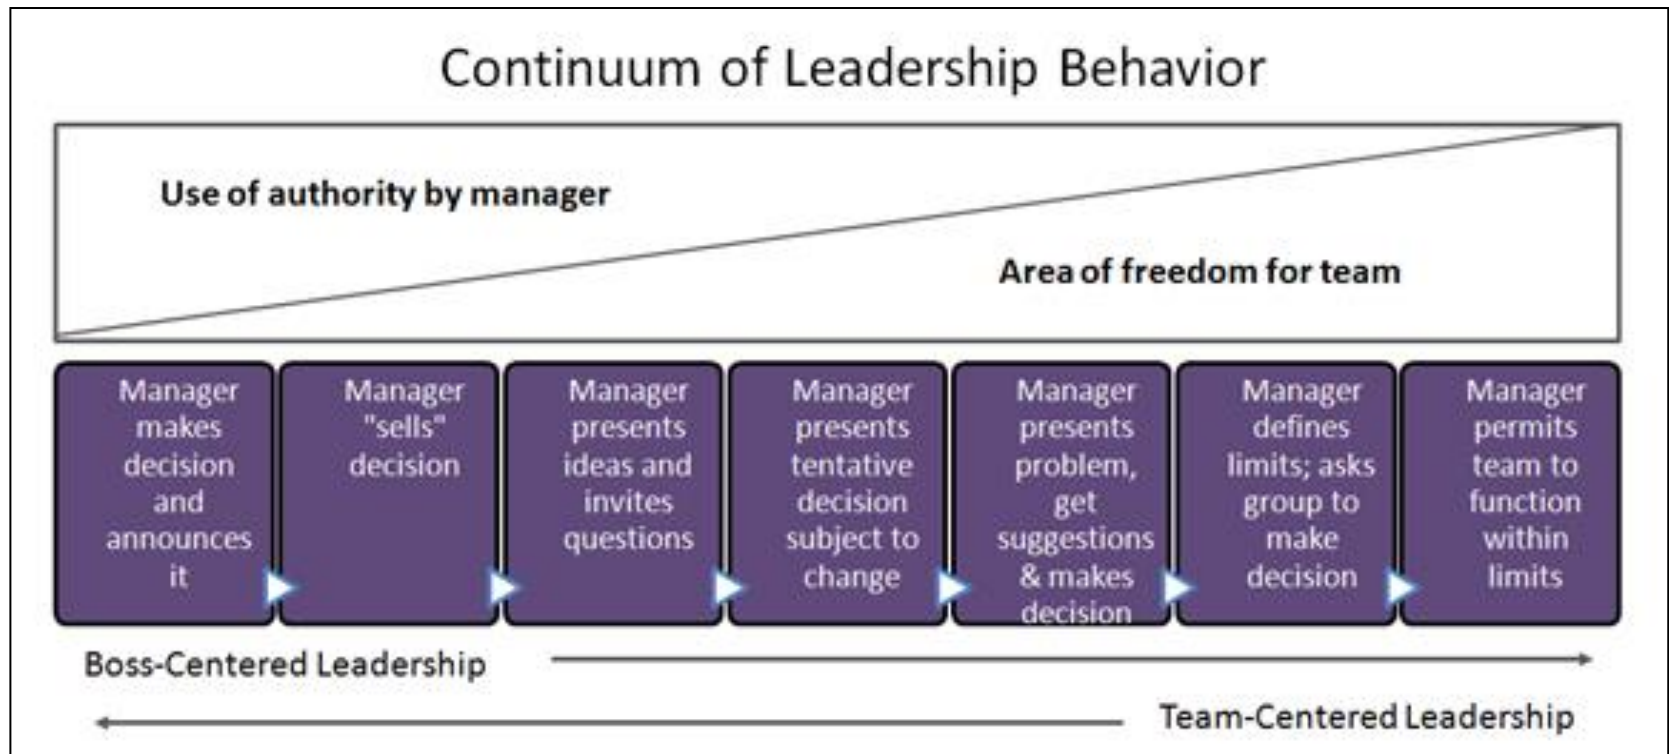 Continuum of Leadership Behavior
Use of authority by manager
Area of freedom for team
Manager
makes
decision
and
announces
it
Manager
"sells"
decision
Manager
presents
ideas and
invites
questions
Manager
presents
tentative
decision
subject to
change
Manager
presents
problem,
get
suggestions
& makes
decision
Manager
defines
limits; asks
group to
make
decision
Manager
permits
team to
function
within
limits
Boss-Centered Leadership
Team-Centered Leadership